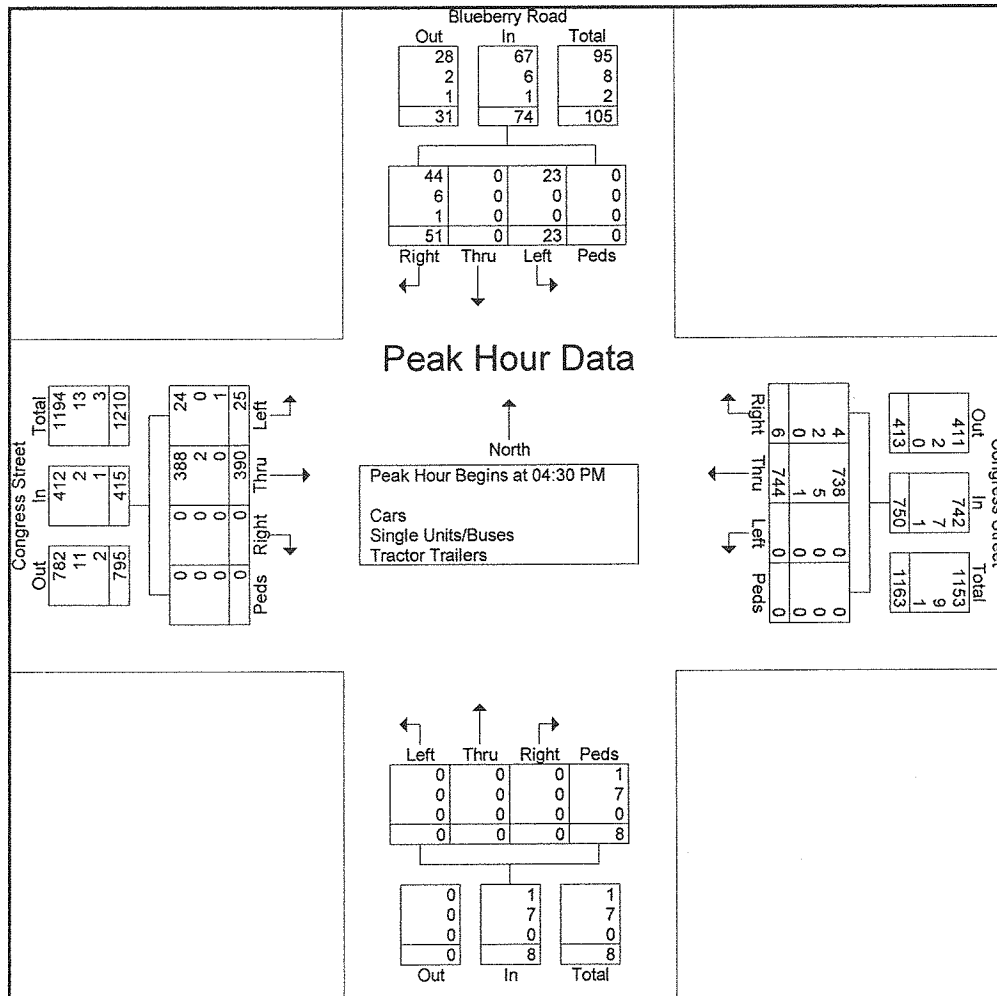 Blueberry Road
Out In Total
28 67 95
2 6 8
1 1 2
31 74 105
44 0 23 0
6 0 0 0
1 0 0 0
51 0 23 0
Right Thru Left Peds
Peak Hour Data
North
Peak Hour Begins at 04:30 PM
Cars
Single Units/Buses
Tractor Trailers
Congress Street
Out In Total
782 412 1194
11 2 13
2 1 3
795 415 1210
Peds Right Thru Left
0 0 388 24
0 0 2 0
0 0 0 1
0 0 390 25
Right Thru Left Peds
4 738 0 0
2 5 0 0
0 1 0 0
6 744 0 0
Congress Street
Out In Total
411 742 1153
2 7 9
0 1 1
413 750 1163
Left Thru Right Peds
0 0 0 1
0 0 0 7
0 0 0 0
0 0 0 8
0 1 1
0 7 7
0 0 0
0 8 8
Out In Total